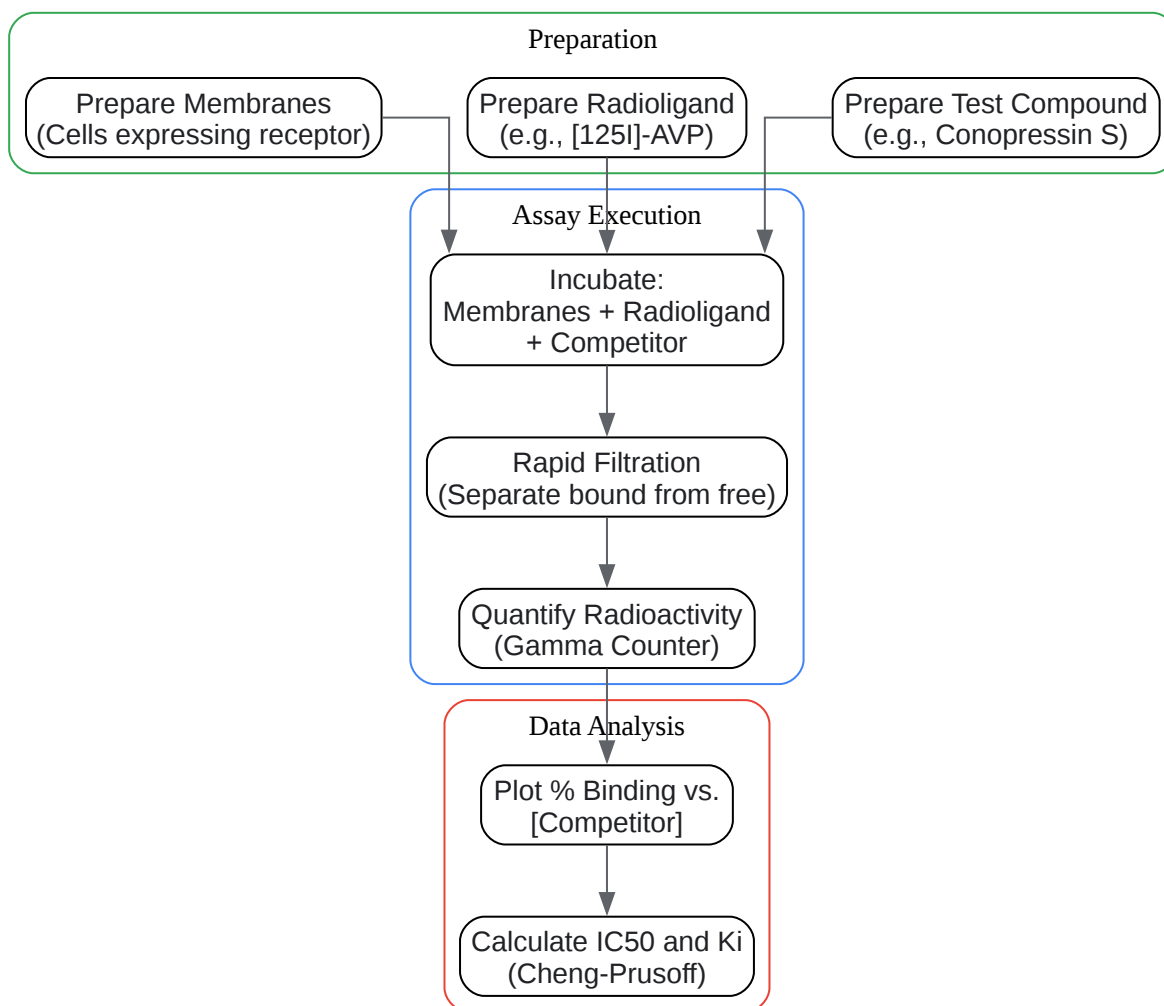 Preparation
Prepare Membranes
(Cells expressing receptor)
Prepare Radioligand
(e.g., [125I]-AVP)
Prepare Test Compound
(e.g., Conopressin S)
Assay Execution
Incubate:
Membranes + Radioligand
+ Competitor
Rapid Filtration
(Separate bound from free)
Quantify Radioactivity
(Gamma Counter)
Data Analysis
Plot % Binding vs.
[Competitor]
Calculate IC50 and Ki
(Cheng-Prusoff)